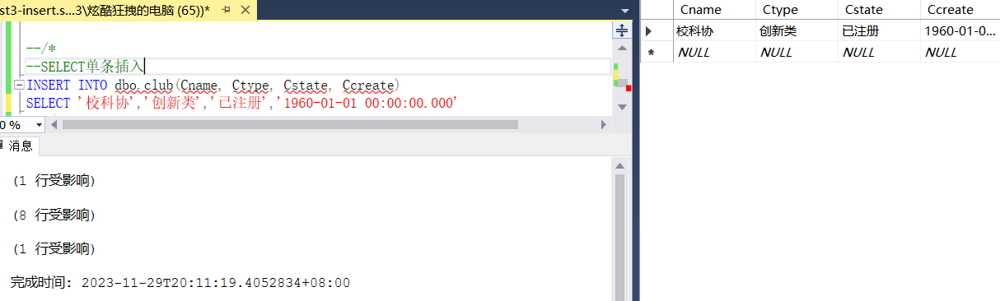 st3-insert.s...3\炫酷狂拽的电脑 (65))*
--/*
--SELECT单条插入
INSERT INTO dbo.club(Cname, Ctype, Cstate, Ccreate)
SELECT '校科协','创新类','已注册','1960-01-01 00:00:00.000'
0 %
消息
(1 行受影响)
(8 行受影响)
(1 行受影响)
完成时间: 2023-11-29T20:11:19.4052834+08:00
Cname Ctype Cstate Ccreate
校科协 创新类 已注册 1960-01-0...
NULL NULL NULL NULL